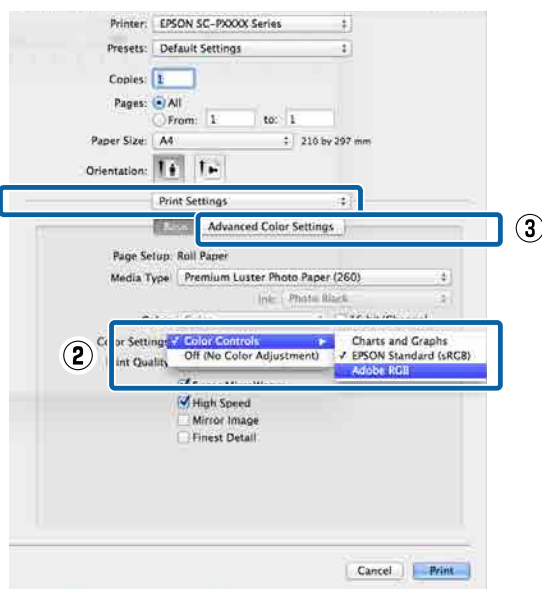 Printer: EPSON SC-PXXXX Series
Presets: Default Settings
Copies: 1
Pages: All
From: 1 to: 1
Paper Size: A4 210 by 297 mm
Orientation:
Print Settings
Advanced Color Settings
③
Page Setup: Roll Paper
Media Type: Premium Luster Photo Paper (260)
Ink: Photo Black
16 bit/Channel
② Color Settings ✓ Color Controls ▶ Charts and Graphs
Off (No Color Adjustment) ✓ EPSON Standard (sRGB)
Print Quality Adobe RGB
High Speed
Mirror Image
Finest Detail
Cancel Print